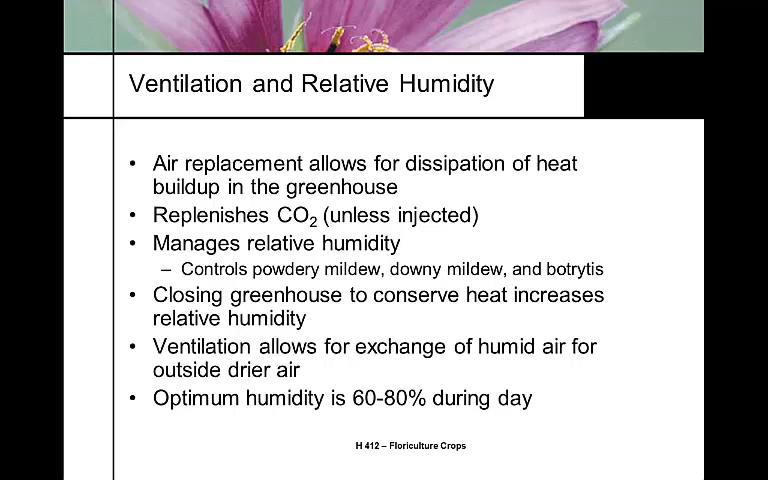 Ventilation and Relative Humidity
• Air replacement allows for dissipation of heat
buildup in the greenhouse
• Replenishes CO₂ (unless injected)
• Manages relative humidity
– Controls powdery mildew, downy mildew, and botrytis
• Closing greenhouse to conserve heat increases
relative humidity
• Ventilation allows for exchange of humid air for
outside drier air
• Optimum humidity is 60-80% during day
H 412 – Floriculture Crops